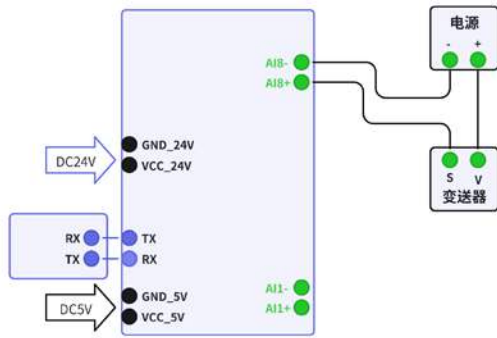 电源
- +
AI8-
AI8+
GND_24V
DC24V
VCC_24V
S V
变送器
RX TX
TX RX
AI1-
GND_5V
DC5V
AI1+
VCC_5V